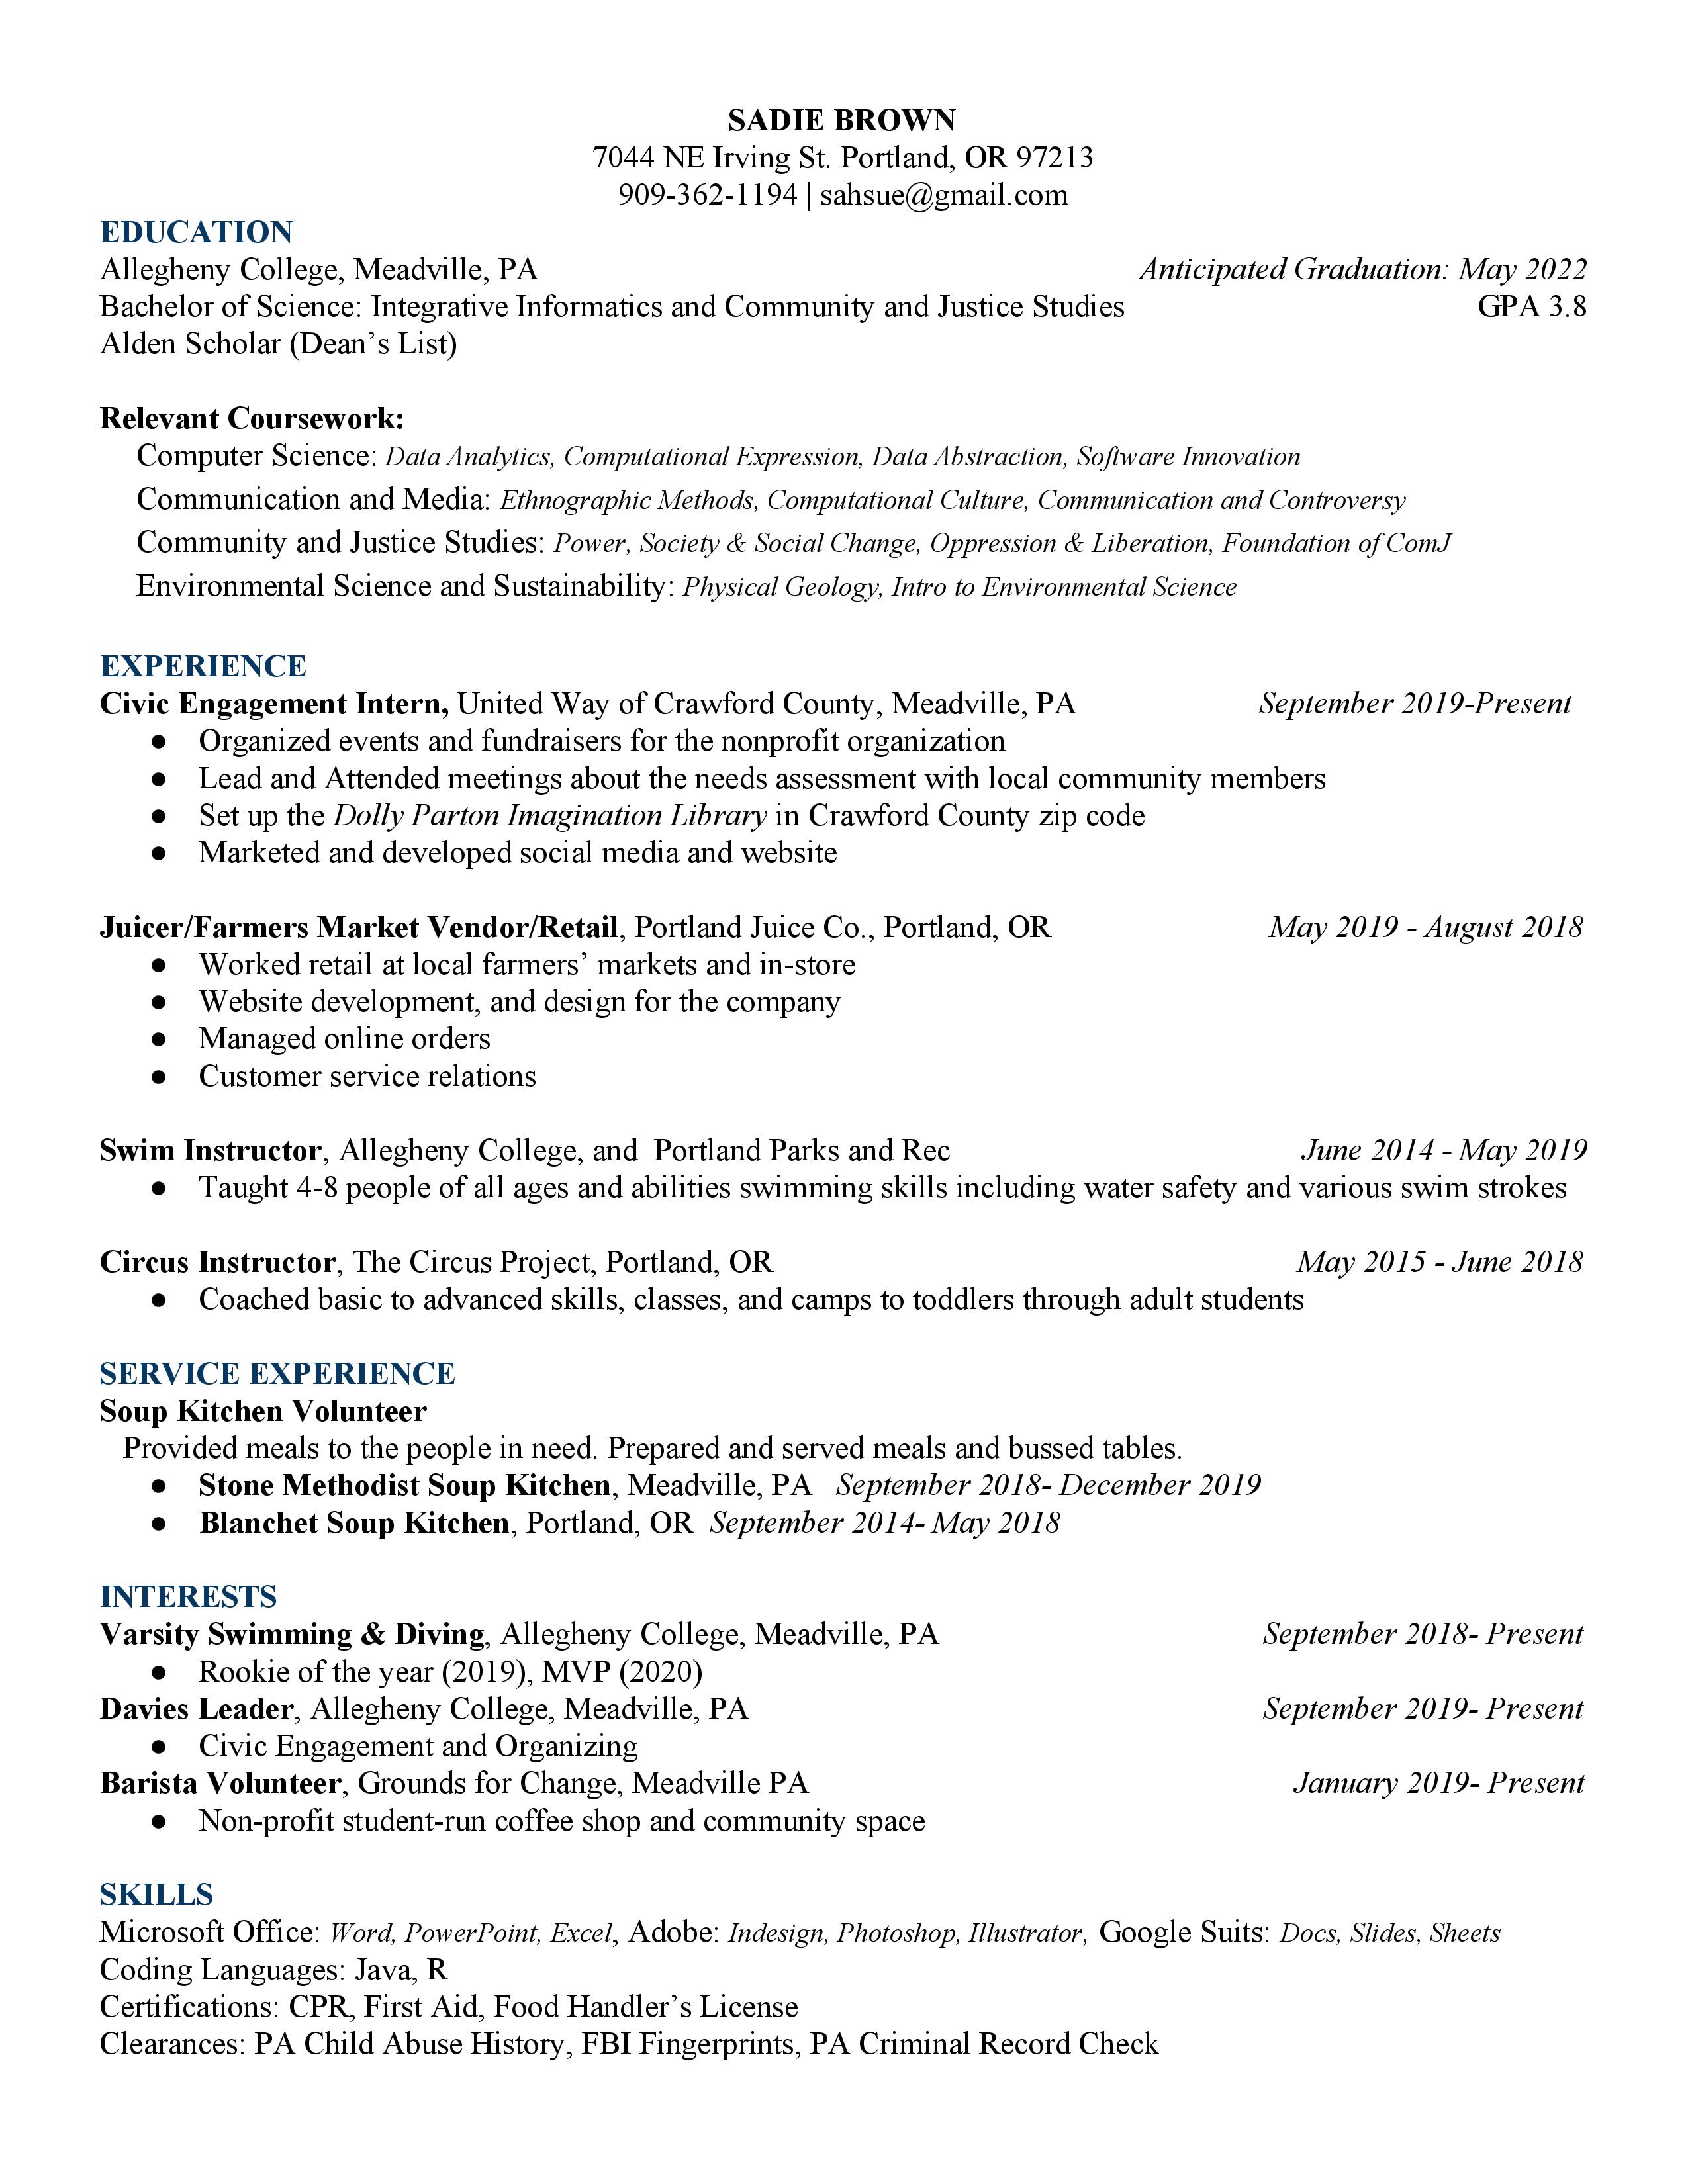 SADIE BROWN
7044 NE Irving St. Portland, OR 97213
909-362-1194 | sahsue@gmail.com
EDUCATION
Allegheny College, Meadville, PA Anticipated Graduation: May 2022
Bachelor of Science: Integrative Informatics and Community and Justice Studies GPA 3.8
Alden Scholar (Dean’s List)
Relevant Coursework:
Computer Science: Data Analytics, Computational Expression, Data Abstraction, Software Innovation
Communication and Media: Ethnographic Methods, Computational Culture, Communication and Controversy
Community and Justice Studies: Power, Society & Social Change, Oppression & Liberation, Foundation of ComJ
Environmental Science and Sustainability: Physical Geology, Intro to Environmental Science
EXPERIENCE
Civic Engagement Intern, United Way of Crawford County, Meadville, PA September 2019-Present
● Organized events and fundraisers for the nonprofit organization
● Lead and Attended meetings about the needs assessment with local community members
● Set up the Dolly Parton Imagination Library in Crawford County zip code
● Marketed and developed social media and website
Juicer/Farmers Market Vendor/Retail, Portland Juice Co., Portland, OR May 2019 - August 2018
● Worked retail at local farmers’ markets and in-store
● Website development, and design for the company
● Managed online orders
● Customer service relations
Swim Instructor, Allegheny College, and Portland Parks and Rec June 2014 - May 2019
● Taught 4-8 people of all ages and abilities swimming skills including water safety and various swim strokes
Circus Instructor, The Circus Project, Portland, OR May 2015 - June 2018
● Coached basic to advanced skills, classes, and camps to toddlers through adult students
SERVICE EXPERIENCE
Soup Kitchen Volunteer
Provided meals to the people in need. Prepared and served meals and bussed tables.
● Stone Methodist Soup Kitchen, Meadville, PA September 2018- December 2019
● Blanchet Soup Kitchen, Portland, OR September 2014- May 2018
INTERESTS
Varsity Swimming & Diving, Allegheny College, Meadville, PA September 2018- Present
● Rookie of the year (2019), MVP (2020)
Davies Leader, Allegheny College, Meadville, PA September 2019- Present
● Civic Engagement and Organizing
Barista Volunteer, Grounds for Change, Meadville PA January 2019- Present
● Non-profit student-run coffee shop and community space
SKILLS
Microsoft Office: Word, PowerPoint, Excel, Adobe: Indesign, Photoshop, Illustrator, Google Suits: Docs, Slides, Sheets
Coding Languages: Java, R
Certifications: CPR, First Aid, Food Handler’s License
Clearances: PA Child Abuse History, FBI Fingerprints, PA Criminal Record Check